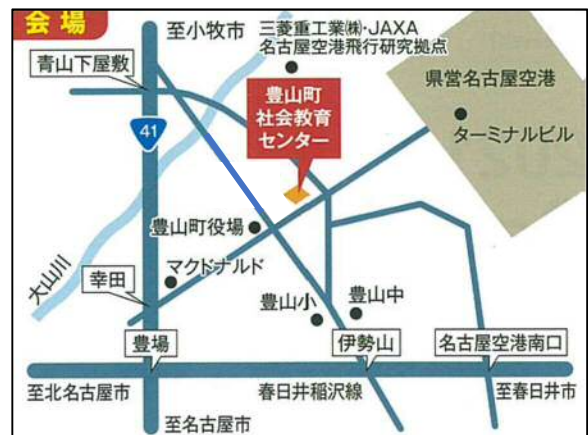 会場
至小牧市
三菱重工業㈱・JAXA
名古屋空港飛行研究拠点
青山下屋敷
県営名古屋空港
豊山町
社会教育
センター
41
ターミナルビル
豊山町役場
大山川
マクドナルド
幸田
豊山小
豊山中
豊場
伊勢山
名古屋空港南口
至北名古屋市
春日井稲沢線
至春日井市
至名古屋市